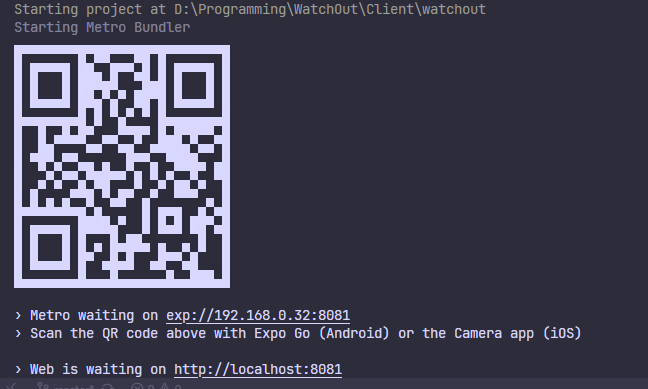 Starting project at D:\Programming\WatchOut\Client\watchout
Starting Metro Bundler
› Metro waiting on exp://192.168.0.32:8081
› Scan the QR code above with Expo Go (Android) or the Camera app (iOS)
› Web is waiting on http://localhost:8081